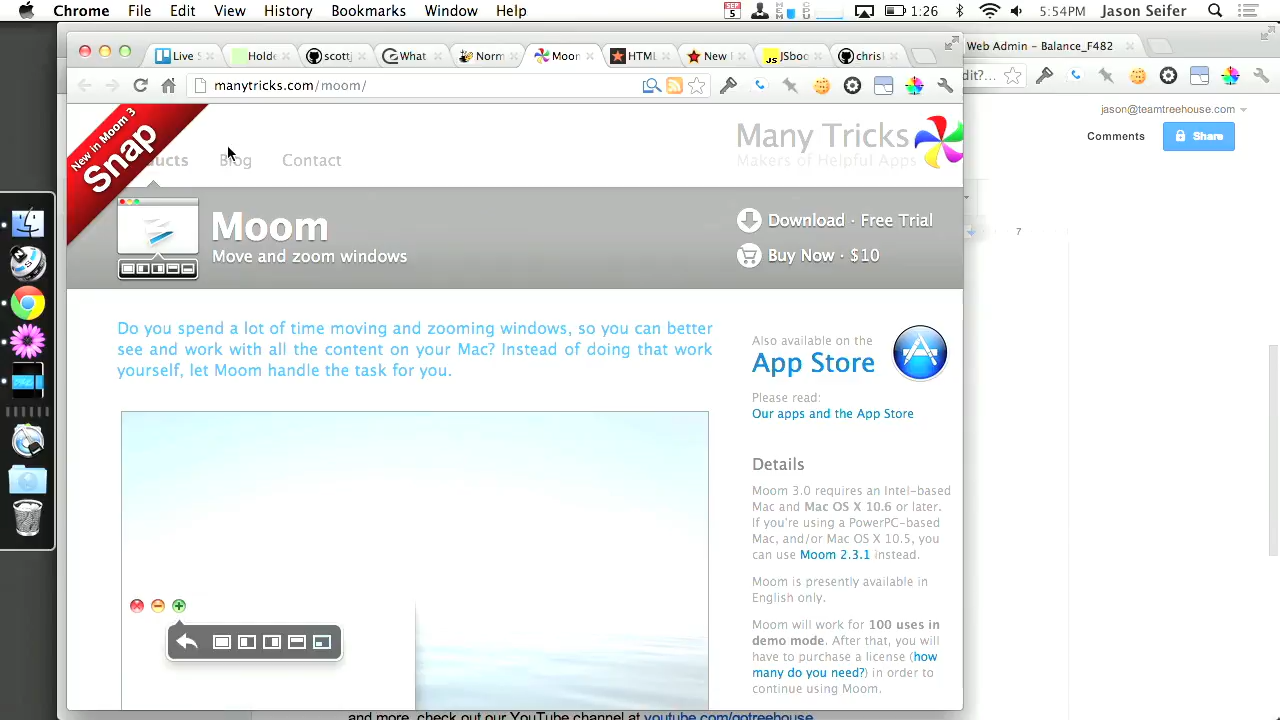 Chrome File Edit View History Bookmarks Window Help
5 1:26 5:54PM Jason Seifer
Live Holde scottj What Norm Moon HTML New JSboo chris
Web Admin - Balance_F482
manytricks.com/moom/
dit?...
jason@teamtreehouse.com
Comments Share
7
New in Moom 3
Snap
ucts Blog Contact
Many Tricks
Makers of Helpful Apps
Moom
Move and zoom windows
Download · Free Trial
Buy Now · $10
Do you spend a lot of time moving and zooming windows, so you can better
see and work with all the content on your Mac? Instead of doing that work
yourself, let Moom handle the task for you.
Also available on the
App Store
Please read:
Our apps and the App Store
Details
Moom 3.0 requires an Intel-based
Mac and Mac OS X 10.6 or later.
If you're using a PowerPC-based
Mac, and/or Mac OS X 10.5, you
can use Moom 2.3.1 instead.
Moom is presently available in
English only.
Moom will work for 100 uses in
demo mode. After that, you will
have to purchase a license (how
many do you need?) in order to
continue using Moom.
and more, check out our YouTube channel at youtube.com/gotreehouse